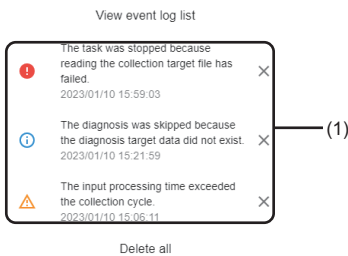 View event log list
The task was stopped because
reading the collection target file has
failed.
2023/01/10 15:59:03
The diagnosis was skipped because
the diagnosis target data did not exist.
2023/01/10 15:21:59
The input processing time exceeded
the collection cycle.
2023/01/10 15:06:11
(1)
Delete all